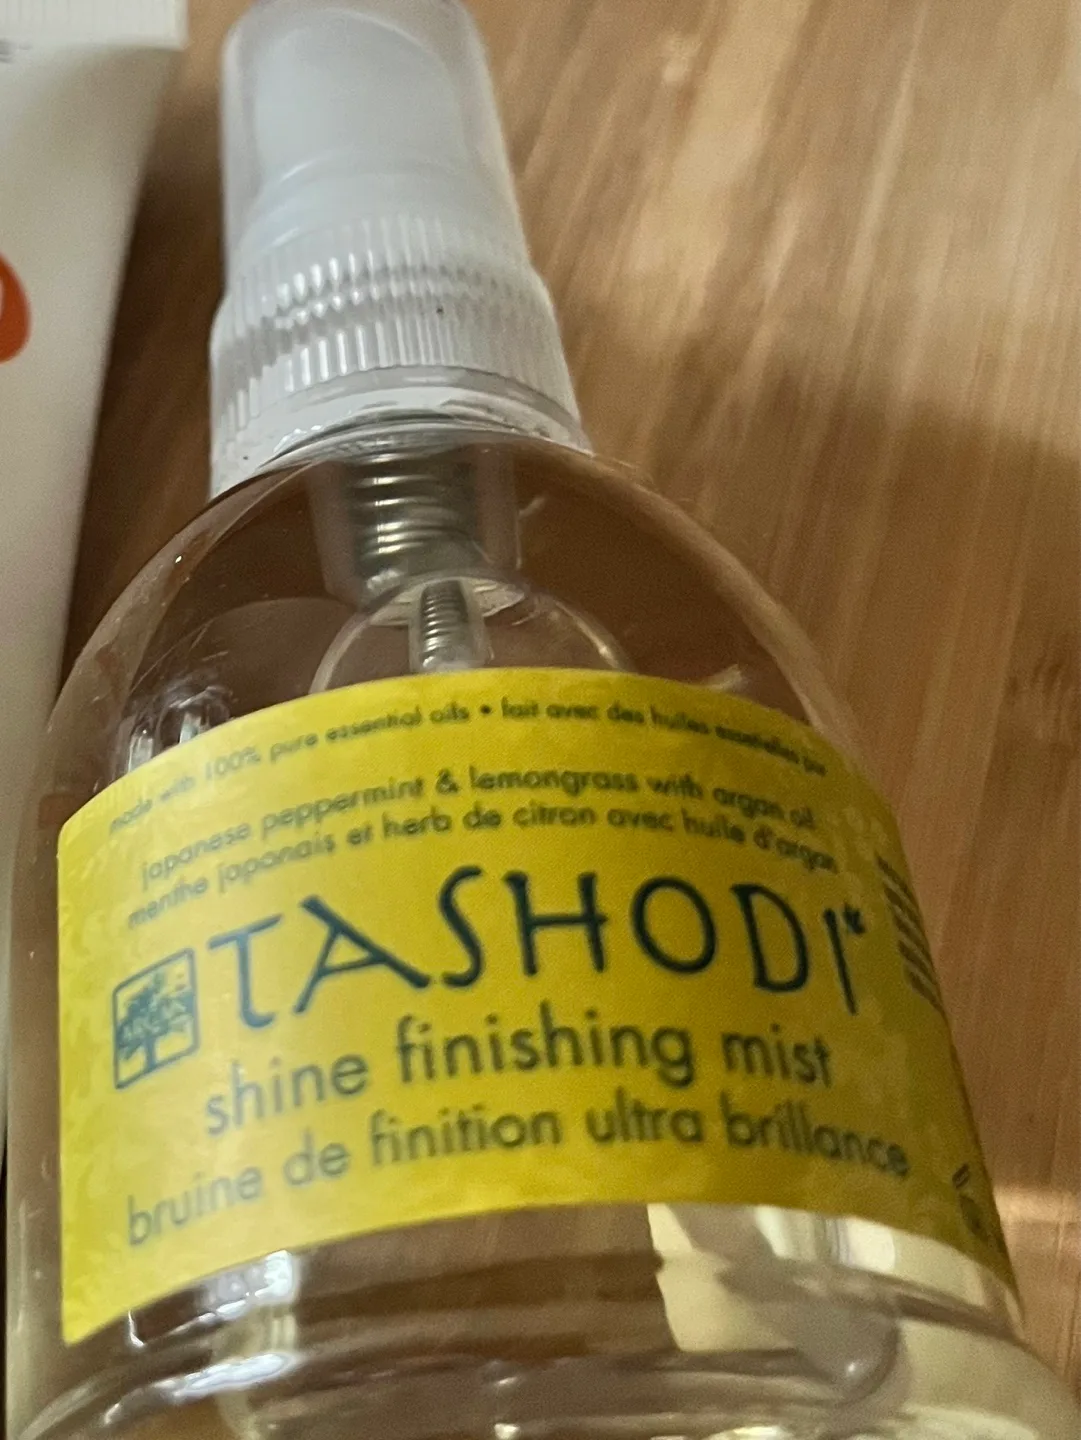 made with 100% pure essential oils • fait avec des huiles essentielles pur
japanese peppermint & lemongrass with argan oil
menthe japonais et herb de citron avec huile d'argan
TASHODI
shine finishing mist
bruine de finition ultra brillance